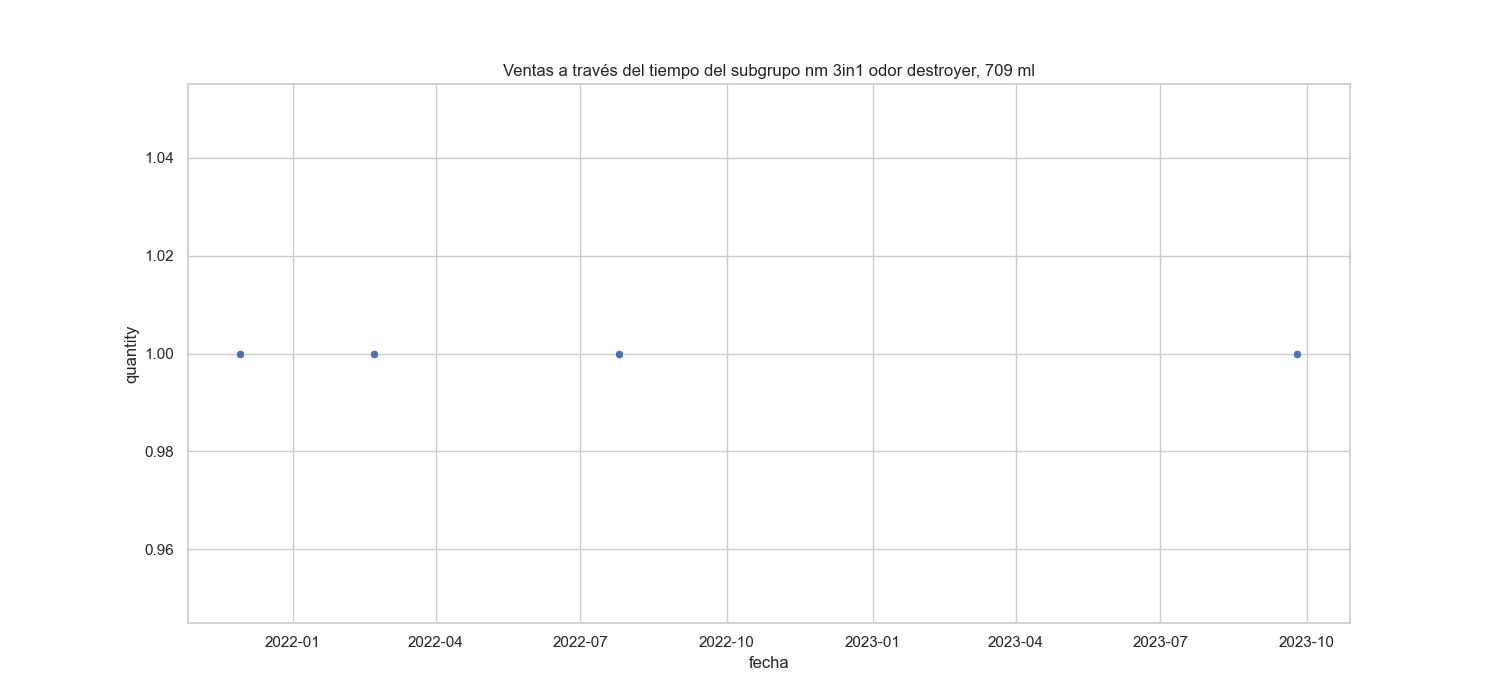 Ventas a través del tiempo del subgrupo nm 3in1 odor destroyer, 709 ml
1.04
1.02
1.00
0.98
0.96
quantity
2022-01 2022-04 2022-07 2022-10 2023-01 2023-04 2023-07 2023-10
fecha